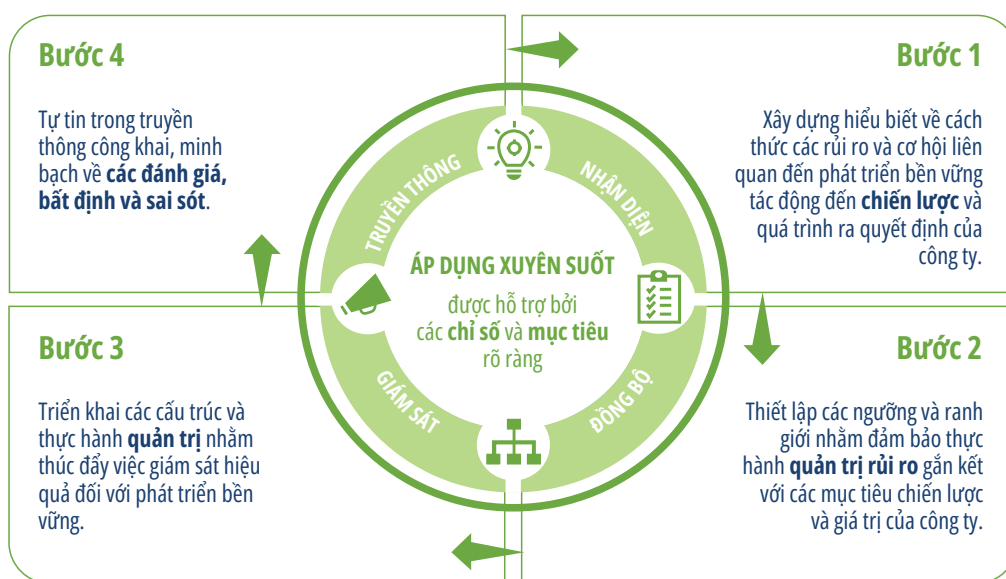 Bước 4
Tự tin trong truyền
thông công khai, minh
bạch về các đánh giá,
bất định và sai sót.
Bước 1
Xây dựng hiểu biết về cách
thức các rủi ro và cơ hội liên
quan đến phát triển bền vững
tác động đến chiến lược và
quá trình ra quyết định của
công ty.
TRUYỀN THÔNG
NHẬN DIỆN
ÁP DỤNG XUYÊN SUỐT
được hỗ trợ bởi
các chỉ số và mục tiêu
rõ ràng
GIÁM SÁT
ĐỒNG BỘ
Bước 3
Triển khai các cấu trúc và
thực hành quản trị nhằm
thúc đẩy việc giám sát hiệu
quả đối với phát triển bền
vững.
Bước 2
Thiết lập các ngưỡng và ranh
giới nhằm đảm bảo thực
hành quản trị rủi ro gắn kết
với các mục tiêu chiến lược
và giá trị của công ty.